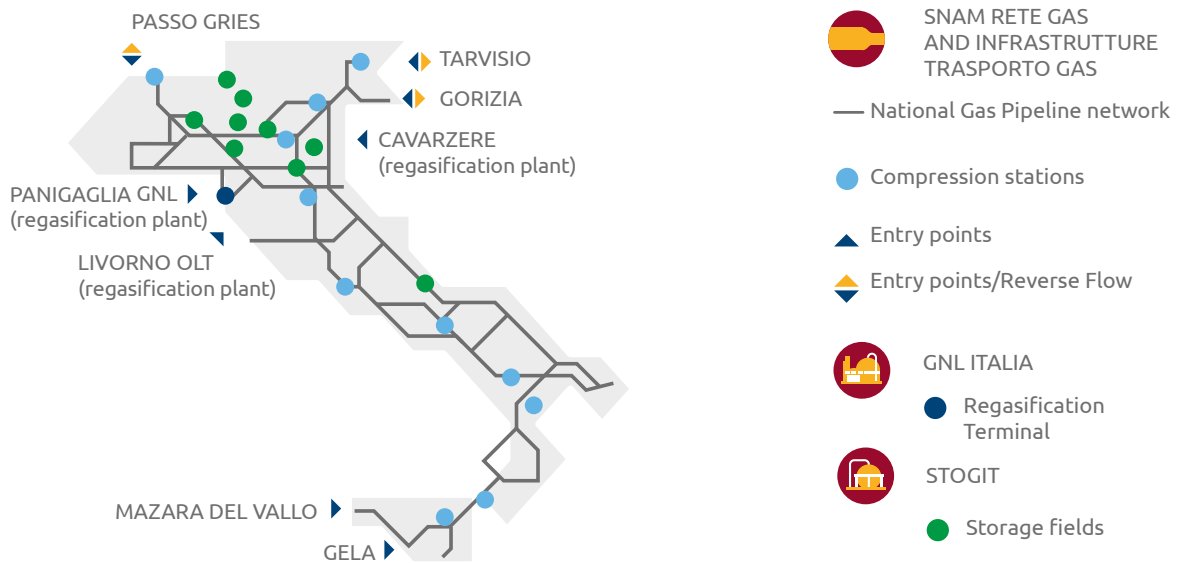 PASSO GRIES
TARVISIO
GORIZIA
CAVARZERE
(regasification plant)
PANIGAGLIA GNL
(regasification plant)
LIVORNO OLT
(regasification plant)
MAZARA DEL VALLO
GELA
SNAM RETE GAS
AND INFRASTRUTTURE
TRASPORTO GAS
National Gas Pipeline network
Compression stations
Entry points
Entry points/Reverse Flow
GNL ITALIA
Regasification
Terminal
STOGIT
Storage fields